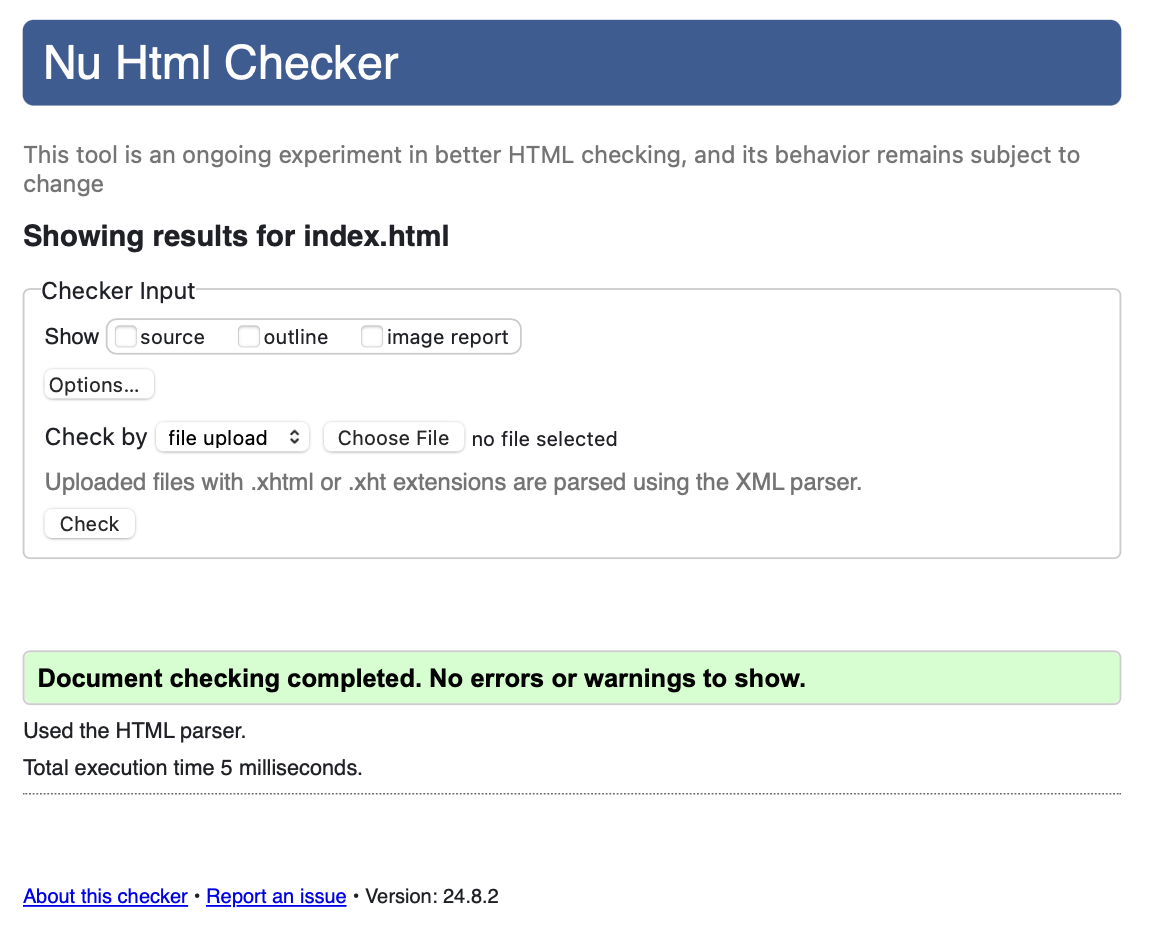 Nu Html Checker
This tool is an ongoing experiment in better HTML checking, and its behavior remains subject to
change
Showing results for index.html
Checker Input
Show source outline image report
Options...
Check by file upload Choose File no file selected
Uploaded files with .xhtml or .xht extensions are parsed using the XML parser.
Check
Document checking completed. No errors or warnings to show.
Used the HTML parser.
Total execution time 5 milliseconds.
About this checker • Report an issue • Version: 24.8.2